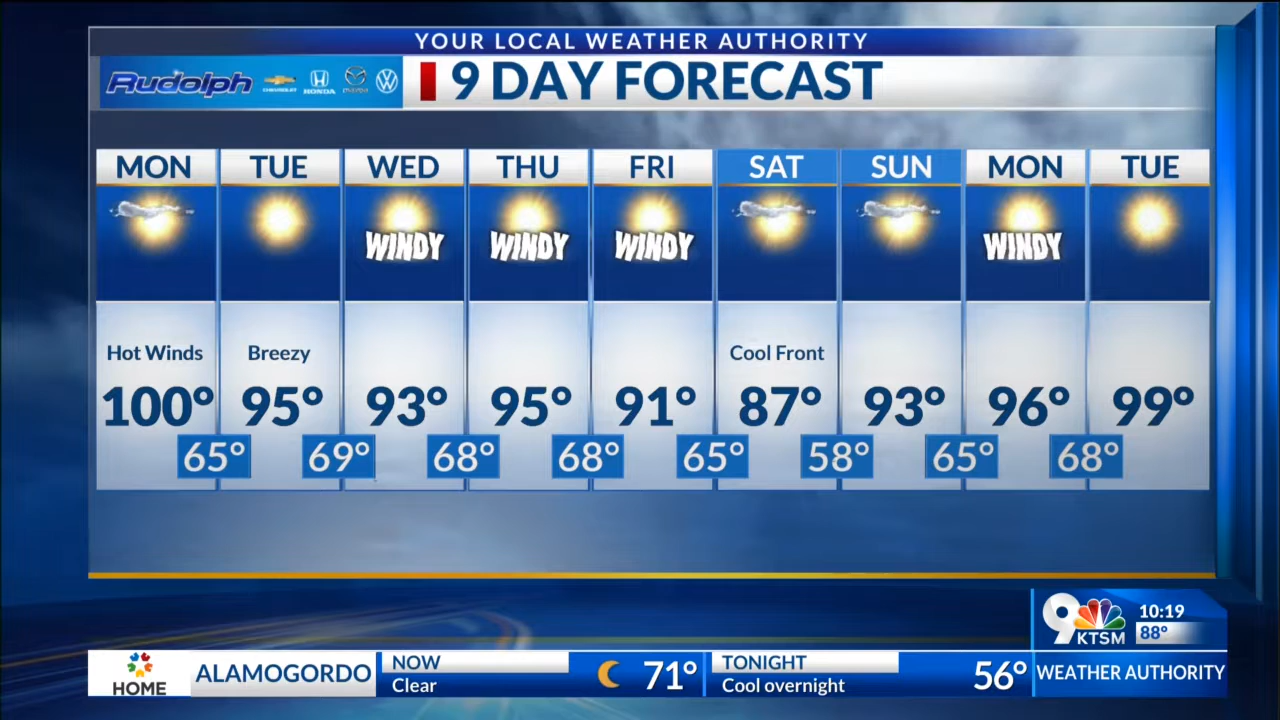 YOUR LOCAL WEATHER AUTHORITY
Rudolph CHEVROLET HONDA mazda
9 DAY FORECAST
MON TUE WED THU FRI SAT SUN MON TUE
WINDY WINDY WINDY WINDY
Hot Winds Breezy Cool Front
100° 95° 93° 95° 91° 87° 93° 96° 99°
65° 69° 68° 68° 65° 58° 65° 68°
9 KTSM 10:19
88°
HOME ALAMOGORDO NOW 71° TONIGHT 56° WEATHER AUTHORITY
Clear Cool overnight